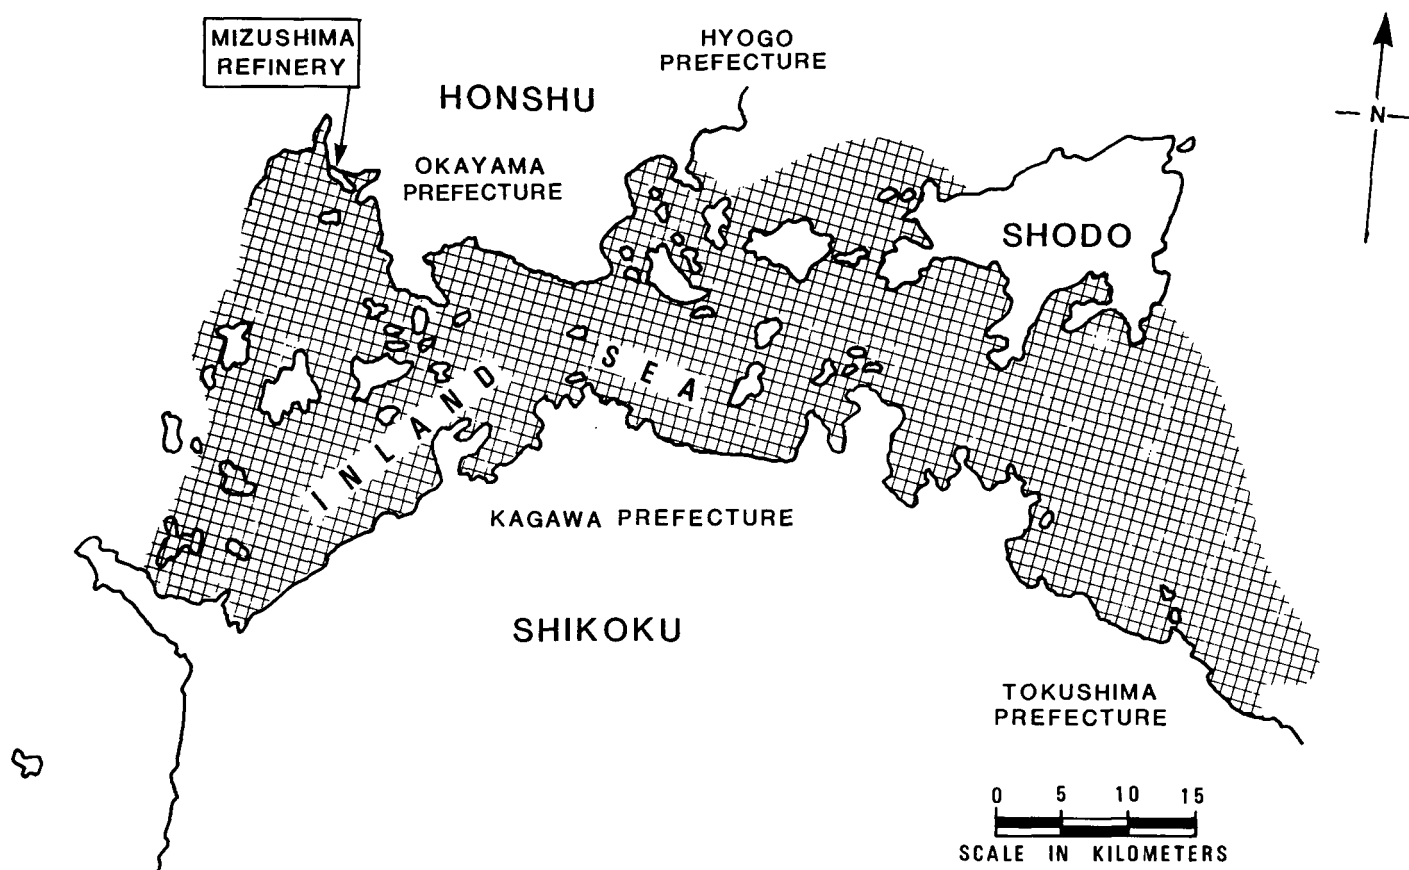 MIZUSHIMA
REFINERY
HYOGO
PREFECTURE
HONSHU
N
OKAYAMA
PREFECTURE
SHODO
SEA
INLAND
KAGAWA PREFECTURE
SHIKOKU
TOKUSHIMA
PREFECTURE
0 5 10 15
SCALE IN KILOMETERS